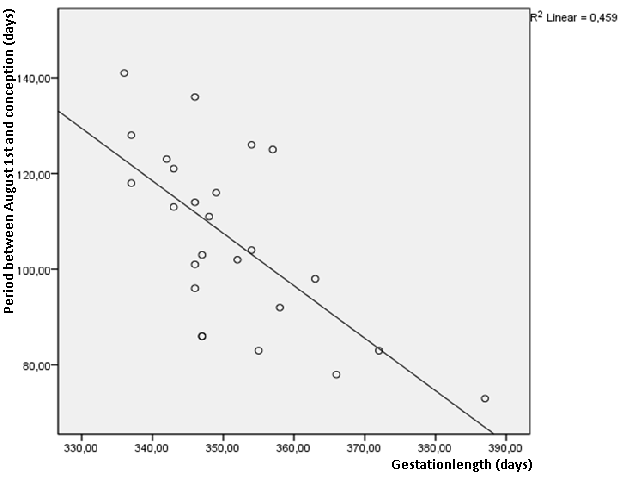 R2 Linear = 0,459
Period between August 1st and conception (days)
140,00
120,00
100,00
80,00
330,00 340,00 350,00 360,00 370,00 380,00 390,00
Gestationlength (days)